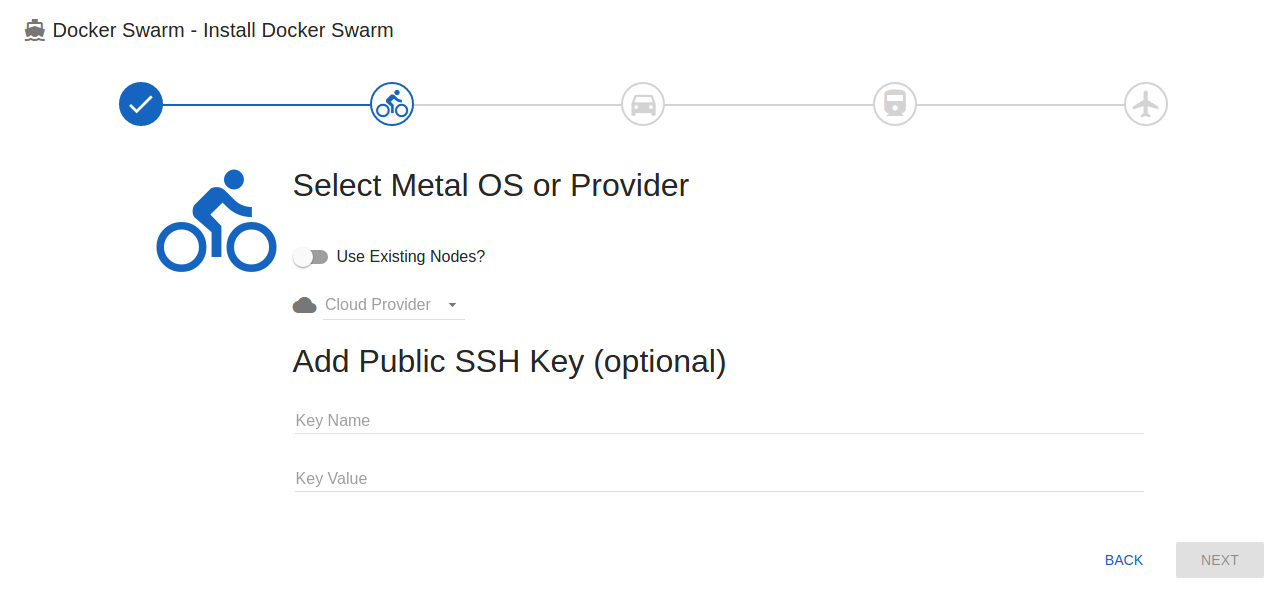 Docker Swarm - Install Docker Swarm
Select Metal OS or Provider
Use Existing Nodes?
Cloud Provider
Add Public SSH Key (optional)
Key Name
Key Value
BACK NEXT